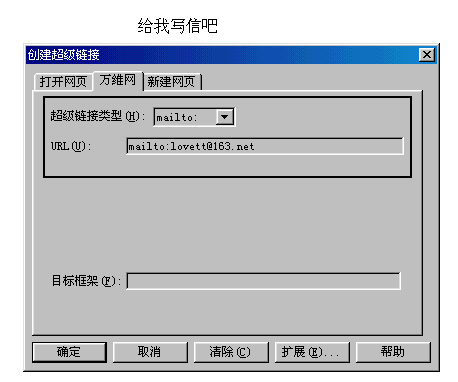 给我写信吧
创建超级链接
打开网页 万维网 新建网页
超级链接类型(H): mailto:
URL(U): mailto:lovett@163.net
目标框架(F):
确定 取消 清除(C) 扩展(E)... 帮助